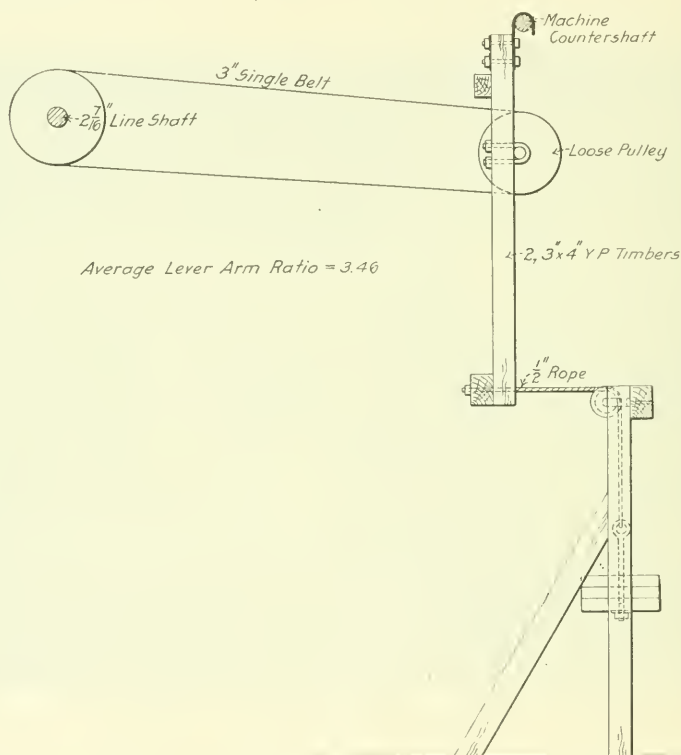 Machine
Countershaft
3" Single Belt
2 7/16" Line Shaft
Loose Pulley
2, 3"x4" Y P Timbers
Average Lever Arm Ratio = 3.46
1/2" Rope